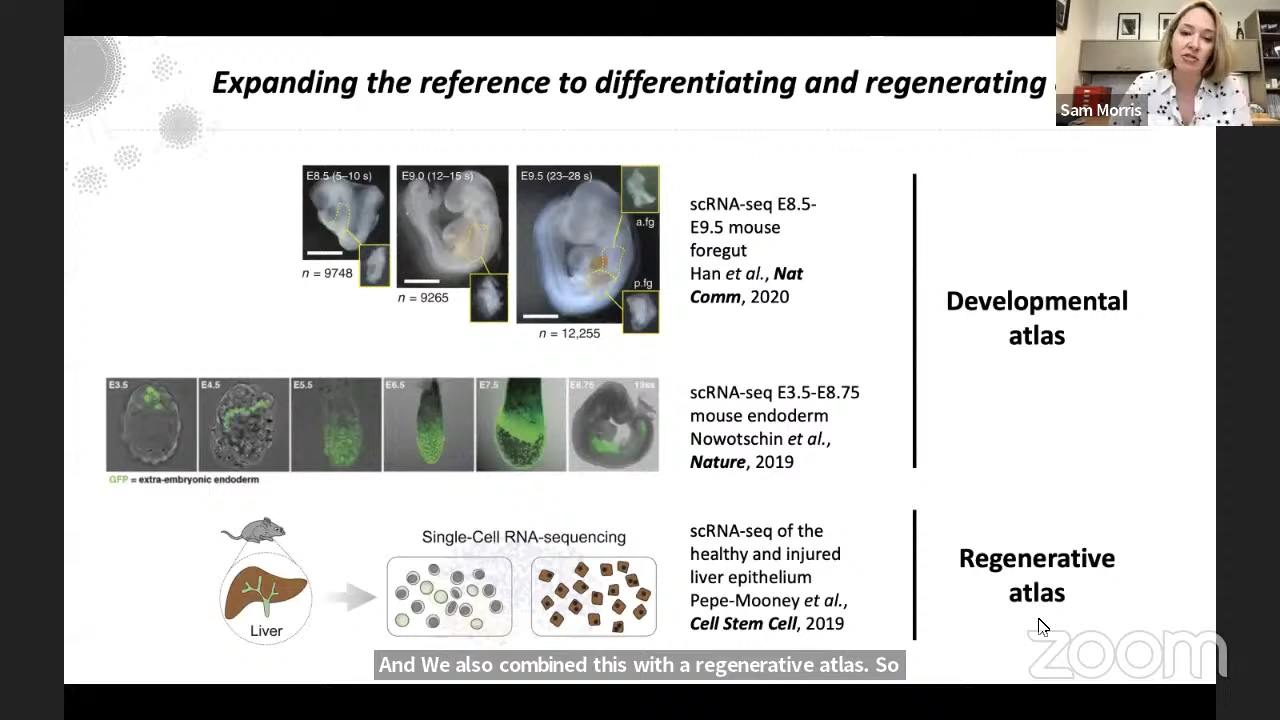 Expanding the reference to differentiating and regenerating
Sam Morris
E8.5 (5–10 s)
E9.0 (12–15 s)
E9.5 (23–28 s)
a.fg
p.fg
n = 9748
n = 9265
n = 12,255
scRNA-seq E8.5-
E9.5 mouse
foregut
Han et al., Nat
Comm, 2020
Developmental
atlas
E3.5
E4.5
E5.5
E6.5
E7.5
E8.75
13ss
GFP = extra-embryonic endoderm
scRNA-seq E3.5-E8.75
mouse endoderm
Nowotschin et al.,
Nature, 2019
Single-Cell RNA-sequencing
Liver
scRNA-seq of the
healthy and injured
liver epithelium
Pepe-Mooney et al.,
Cell Stem Cell, 2019
Regenerative
atlas
And We also combined this with a regenerative atlas. So
zoom